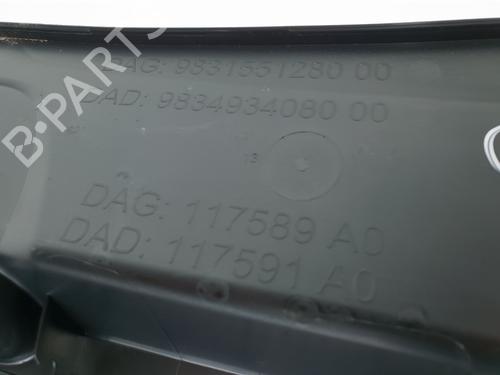 B-PARTS
DAG: 9831551280 00
DAD: 9834934080 00
13
DAG: 117589 A0
DAD: 117591 A0